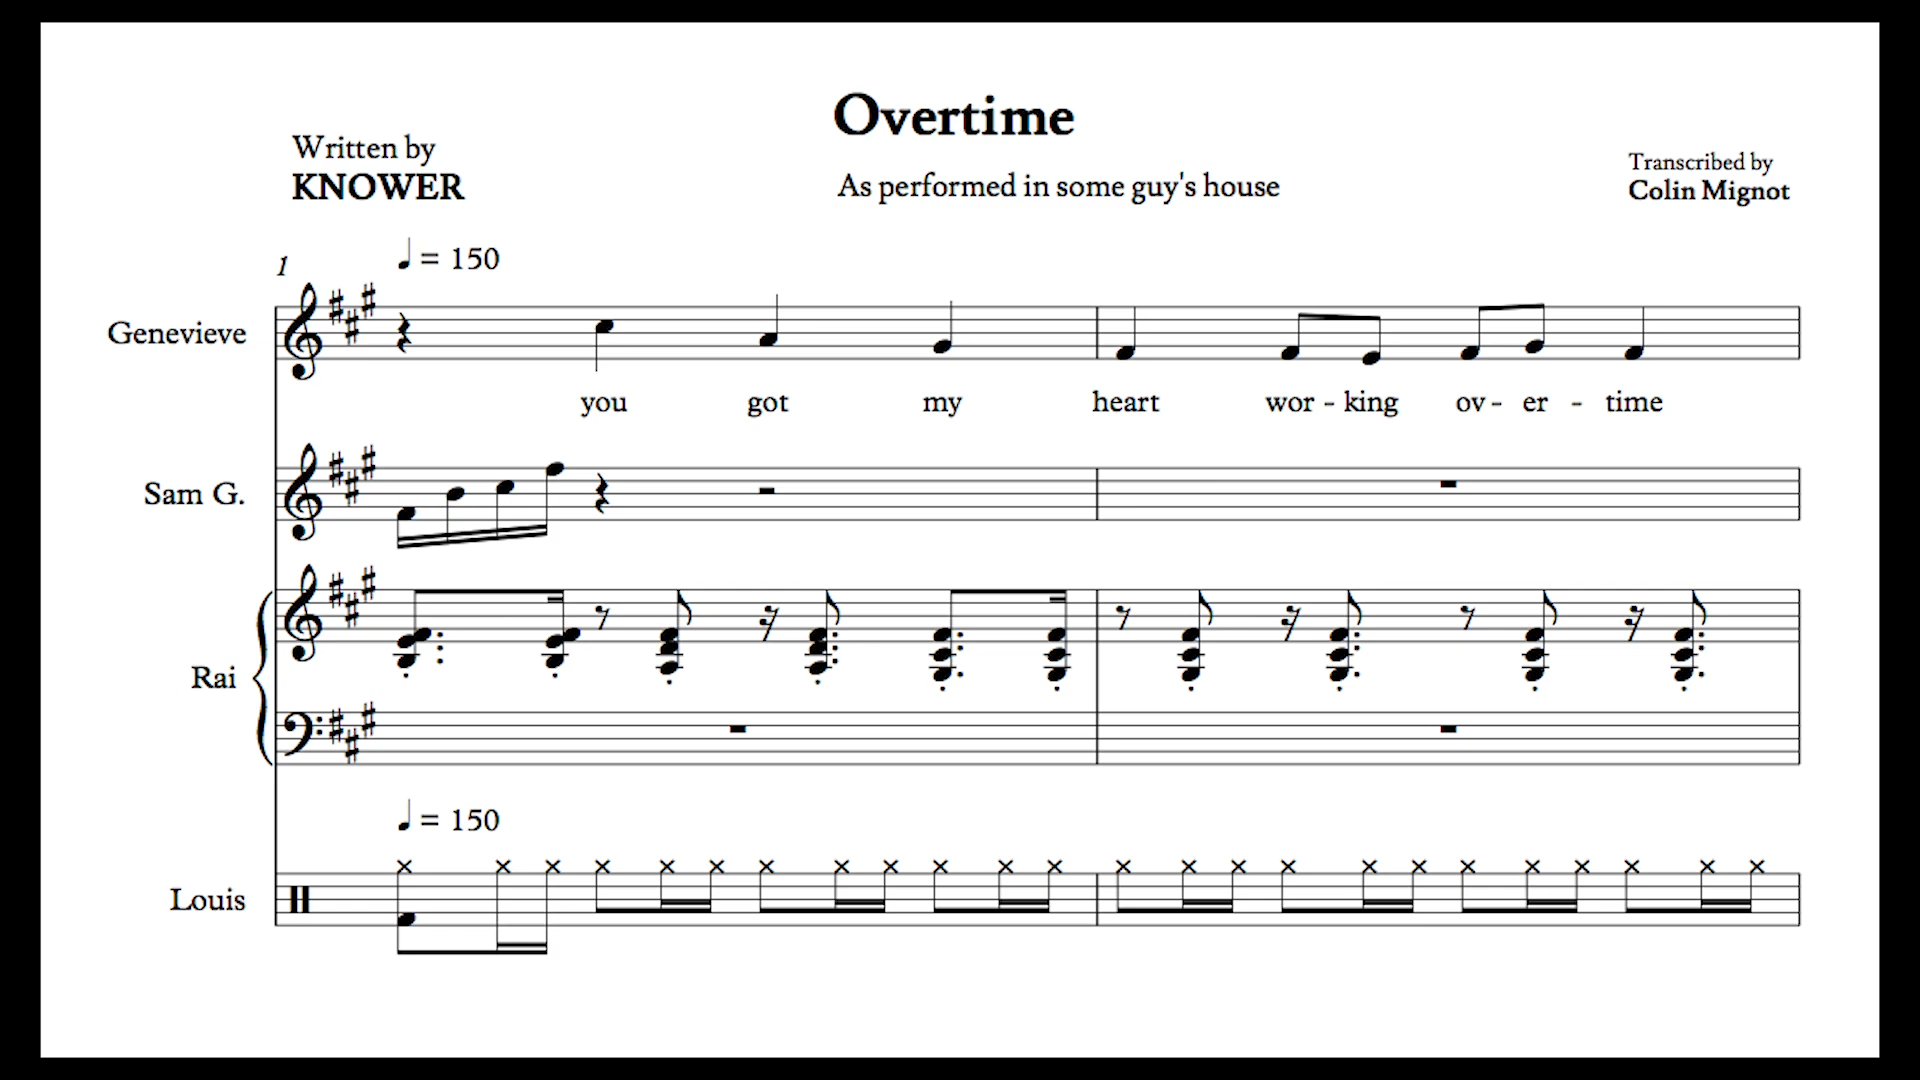 Overtime
Written by
KNOWER
As performed in some guy's house
Transcribed by
Colin Mignot
1
♩ = 150
Genevieve
you got my heart wor - king ov - er - time
Sam G.
Rai
♩ = 150
Louis